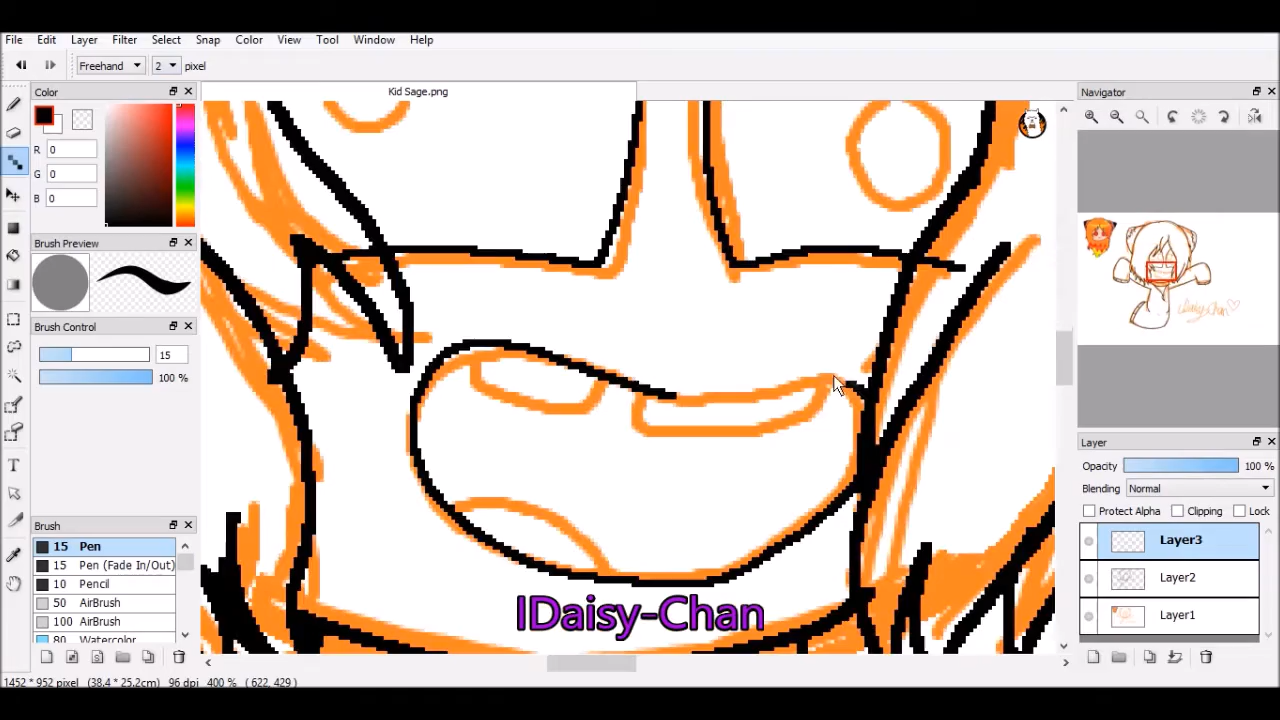 File Edit Layer Filter Select Snap Color View Tool Window Help
Freehand 2 pixel
Color
Kid Sage.png
Navigator
R 0
G 0
B 0
Brush Preview
Brush Control
15
100 %
Layer
Opacity 100 %
Blending Normal
Protect Alpha Clipping Lock
Layer3
Layer2
Layer1
Brush
15 Pen
15 Pen (Fade In/Out)
10 Pencil
50 AirBrush
100 AirBrush
80 Watercolor
IDaisy-Chan
1452 * 952 pixel (38.4 * 25.2cm) 96 dpi 400 % ( 622, 429 )